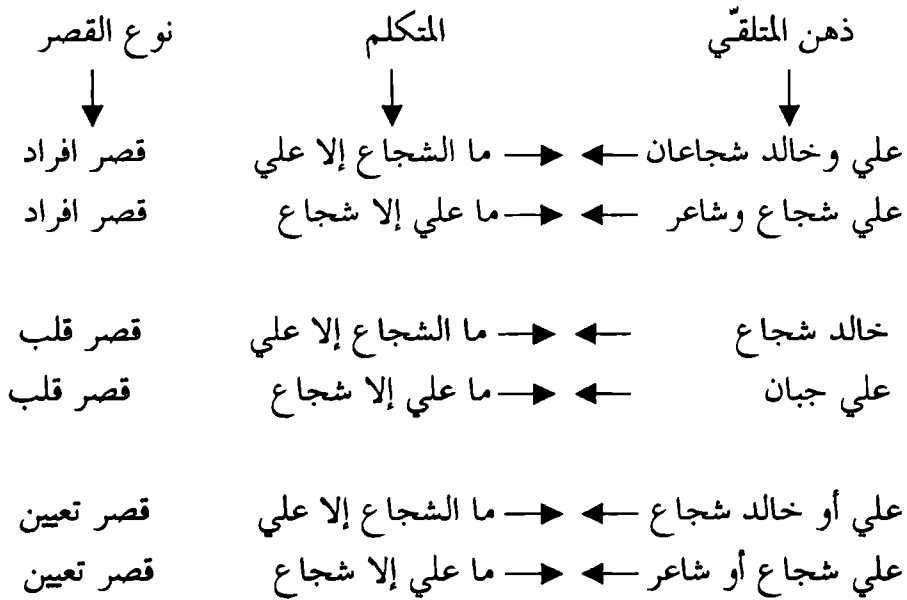 ذهن المتلقّي المتكلم نوع القصر
علي وخالد شجاعان ما الشجاع إلا علي قصر افراد
علي شجاع وشاعر ما علي إلا شجاع قصر افراد
خالد شجاع ما الشجاع إلا علي قصر قلب
علي جبان ما علي إلا شجاع قصر قلب
علي أو خالد شجاع ما الشجاع إلا علي قصر تعيين
علي شجاع أو شاعر ما علي إلا شجاع قصر تعيين